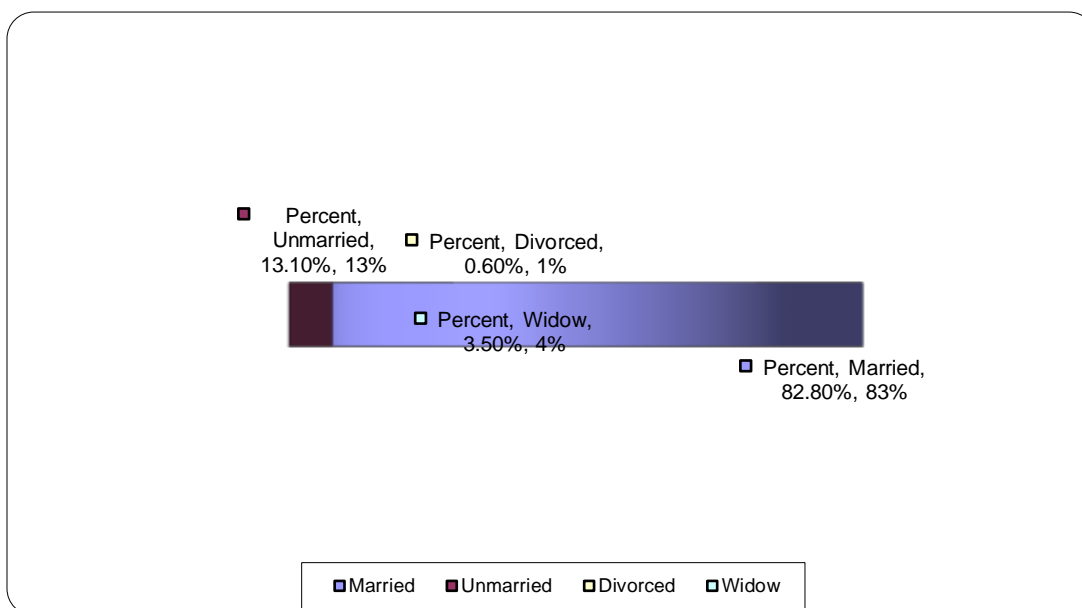 Percent,
Unmarried,
13.10%, 13%
Percent, Divorced,
0.60%, 1%
Percent, Widow,
3.50%, 4%
Percent, Married,
82.80%, 83%
Married Unmarried Divorced Widow